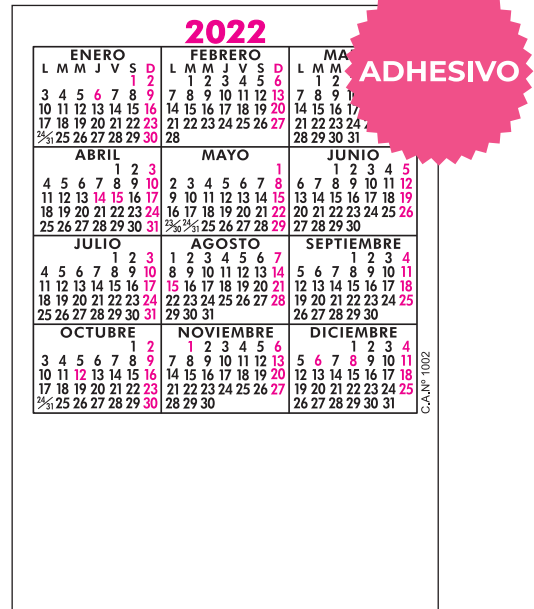 2022
ADHESIVO
ENERO
L M M J V S D
1 2
3 4 5 6 7 8 9
10 11 12 13 14 15 16
17 18 19 20 21 22 23
24/31 25 26 27 28 29 30
FEBRERO
L M M J V S D
1 2 3 4 5 6
7 8 9 10 11 12 13
14 15 16 17 18 19 20
21 22 23 24 25 26 27
28
L M M
1 2
7 8
14 15 16
21 22 23
28 29 30 31
ABRIL
1 2 3
4 5 6 7 8 9 10
11 12 13 14 15 16 17
18 19 20 21 22 23 24
25 26 27 28 29 30 31
MAYO
1
2 3 4 5 6 7 8
9 10 11 12 13 14 15
16 17 18 19 20 21 22
23/30 24/31 25 26 27 28 29
JUNIO
1 2 3 4 5
6 7 8 9 10 11 12
13 14 15 16 17 18 19
20 21 22 23 24 25 26
27 28 29 30
JULIO
1 2 3
4 5 6 7 8 9 10
11 12 13 14 15 16 17
18 19 20 21 22 23 24
25 26 27 28 29 30 31
AGOSTO
1 2 3 4 5 6 7
8 9 10 11 12 13 14
15 16 17 18 19 20 21
22 23 24 25 26 27 28
29 30 31
SEPTIEMBRE
1 2 3 4
5 6 7 8 9 10 11
12 13 14 15 16 17 18
19 20 21 22 23 24 25
26 27 28 29 30
OCTUBRE
1 2
3 4 5 6 7 8 9
10 11 12 13 14 15 16
17 18 19 20 21 22 23
24/31 25 26 27 28 29 30
NOVIEMBRE
1 2 3 4 5 6
7 8 9 10 11 12 13
14 15 16 17 18 19 20
21 22 23 24 25 26 27
28 29 30
DICIEMBRE
1 2 3 4
5 6 7 8 9 10 11
12 13 14 15 16 17 18
19 20 21 22 23 24 25
26 27 28 29 30 31
C.A.Nº 1002